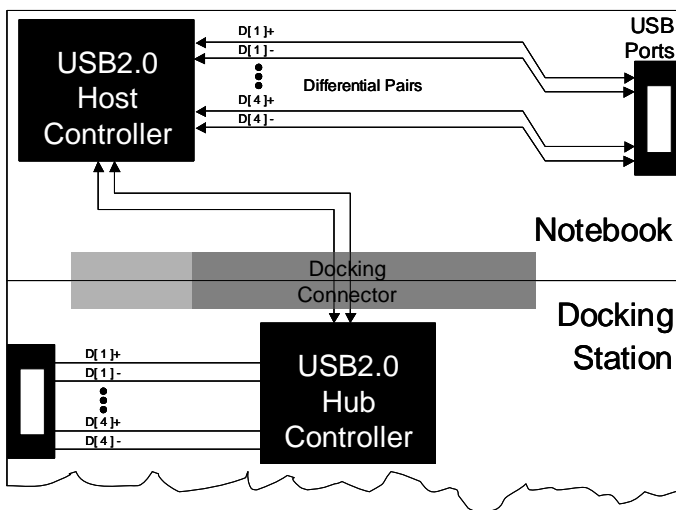 USB2.0
Host
Controller
D[1]+
D[1]-
Differential Pairs
D[4]+
D[4]-
USB
Ports
Notebook
Docking
Connector
Docking
Station
D[1]+
D[1]-
D[4]+
D[4]-
USB2.0
Hub
Controller